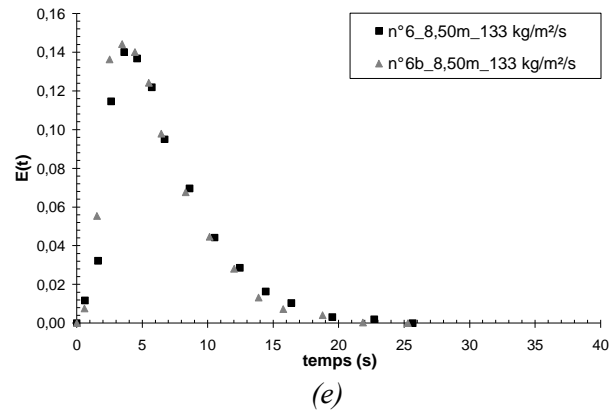 0,16
0,14
0,12
0,10
0,08
0,06
0,04
0,02
0,00
E(t)
n°6_8,50m_133 kg/m²/s
n°6b_8,50m_133 kg/m²/s
0 5 10 15 20 25 30 35 40
temps (s)
(e)